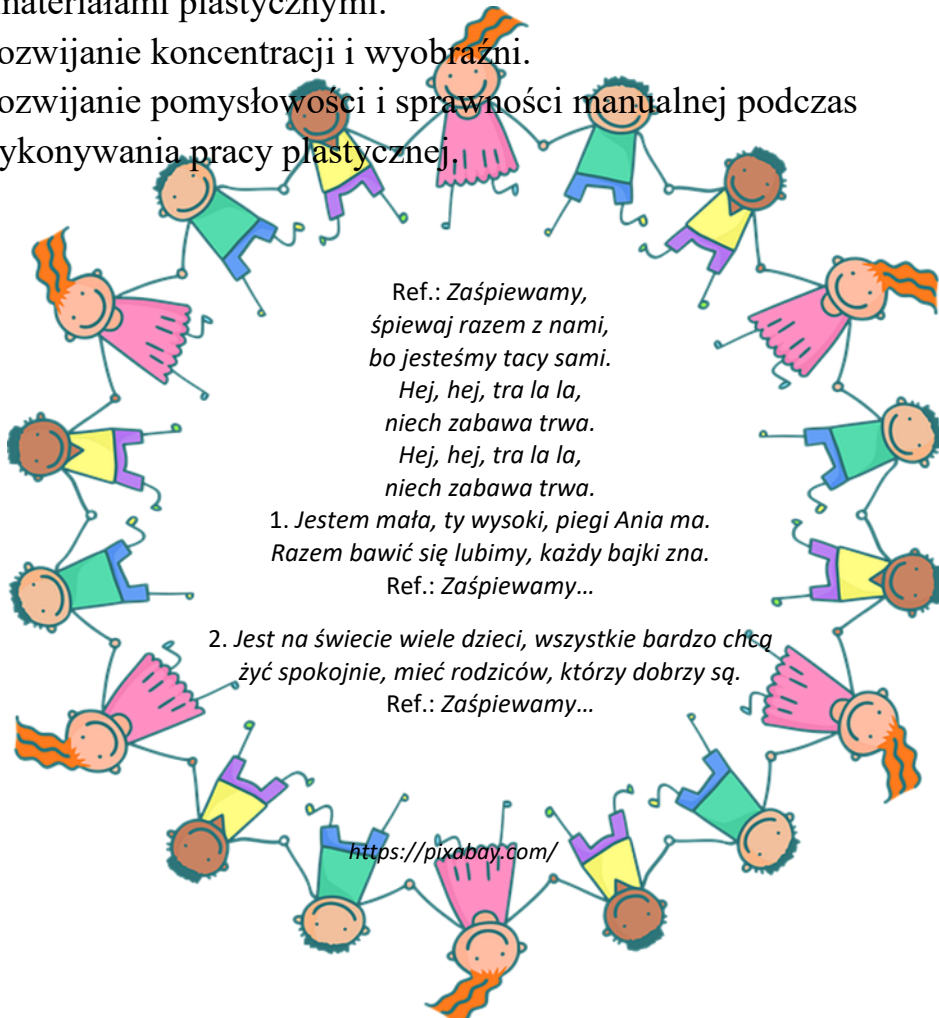 materiałami plastycznymi.
ozwijanie koncentracji i wyobraźni.
ozwijanie pomysłowości i sprawności manualnej podczas
ykonywania pracy plastycznej.
Ref.: Zaśpiewamy,
śpiewaj razem z nami,
bo jesteśmy tacy sami.
Hej, hej, tra la la,
niech zabawa trwa.
Hej, hej, tra la la,
niech zabawa trwa.
1. Jestem mała, ty wysoki, piegi Ania ma.
Razem bawić się lubimy, każdy bajki zna.
Ref.: Zaśpiewamy...
2. Jest na świecie wiele dzieci, wszystkie bardzo chcą
żyć spokojnie, mieć rodziców, którzy dobrzy są.
Ref.: Zaśpiewamy...
https://pixabay.com/